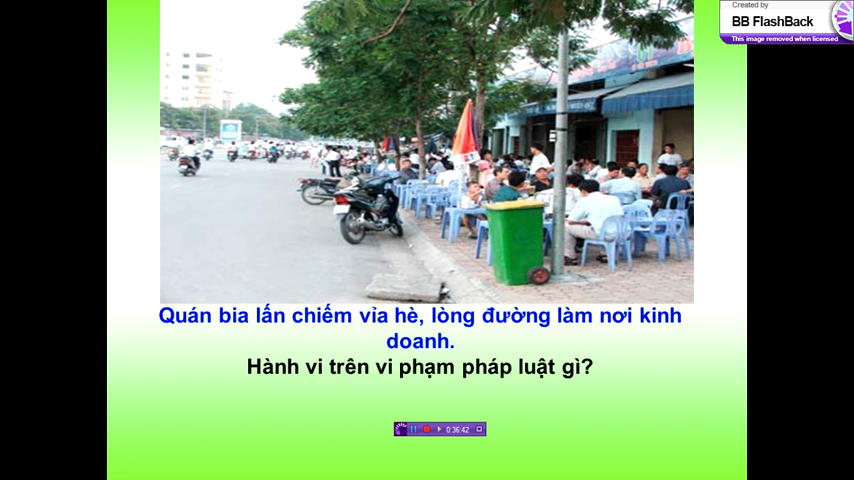 Created by
BB FlashBack
This image removed when licensed
Quán bia lấn chiếm vỉa hè, lòng đường làm nơi kinh
doanh.
Hành vi trên vi phạm pháp luật gì?
0:36:42